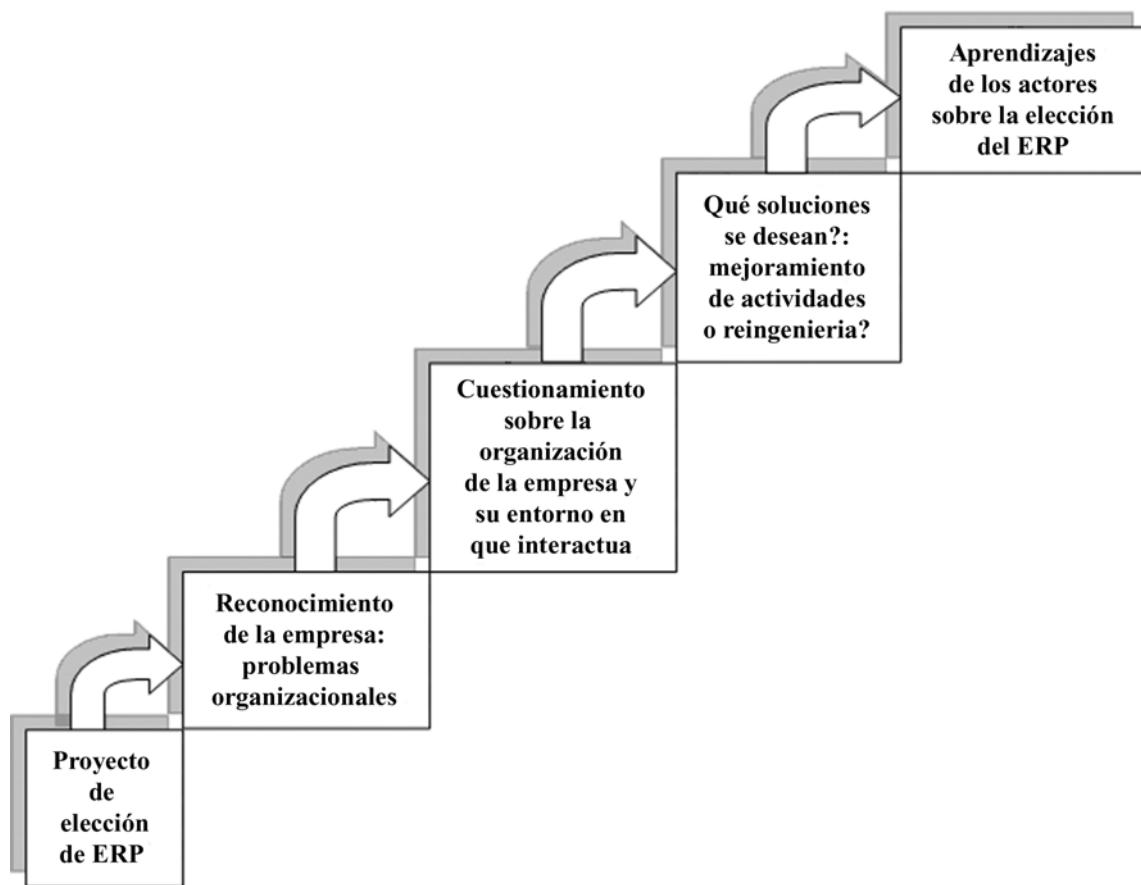 Aprendizajes
de los actores
sobre la elección
del ERP
Qué soluciones
se desean?:
mejoramiento
de actividades
o reingenieria?
Cuestionamiento
sobre la
organización
de la empresa y
su entorno en
que interactua
Reconocimiento
de la empresa:
problemas
organizacionales
Proyecto
de
elección
de ERP